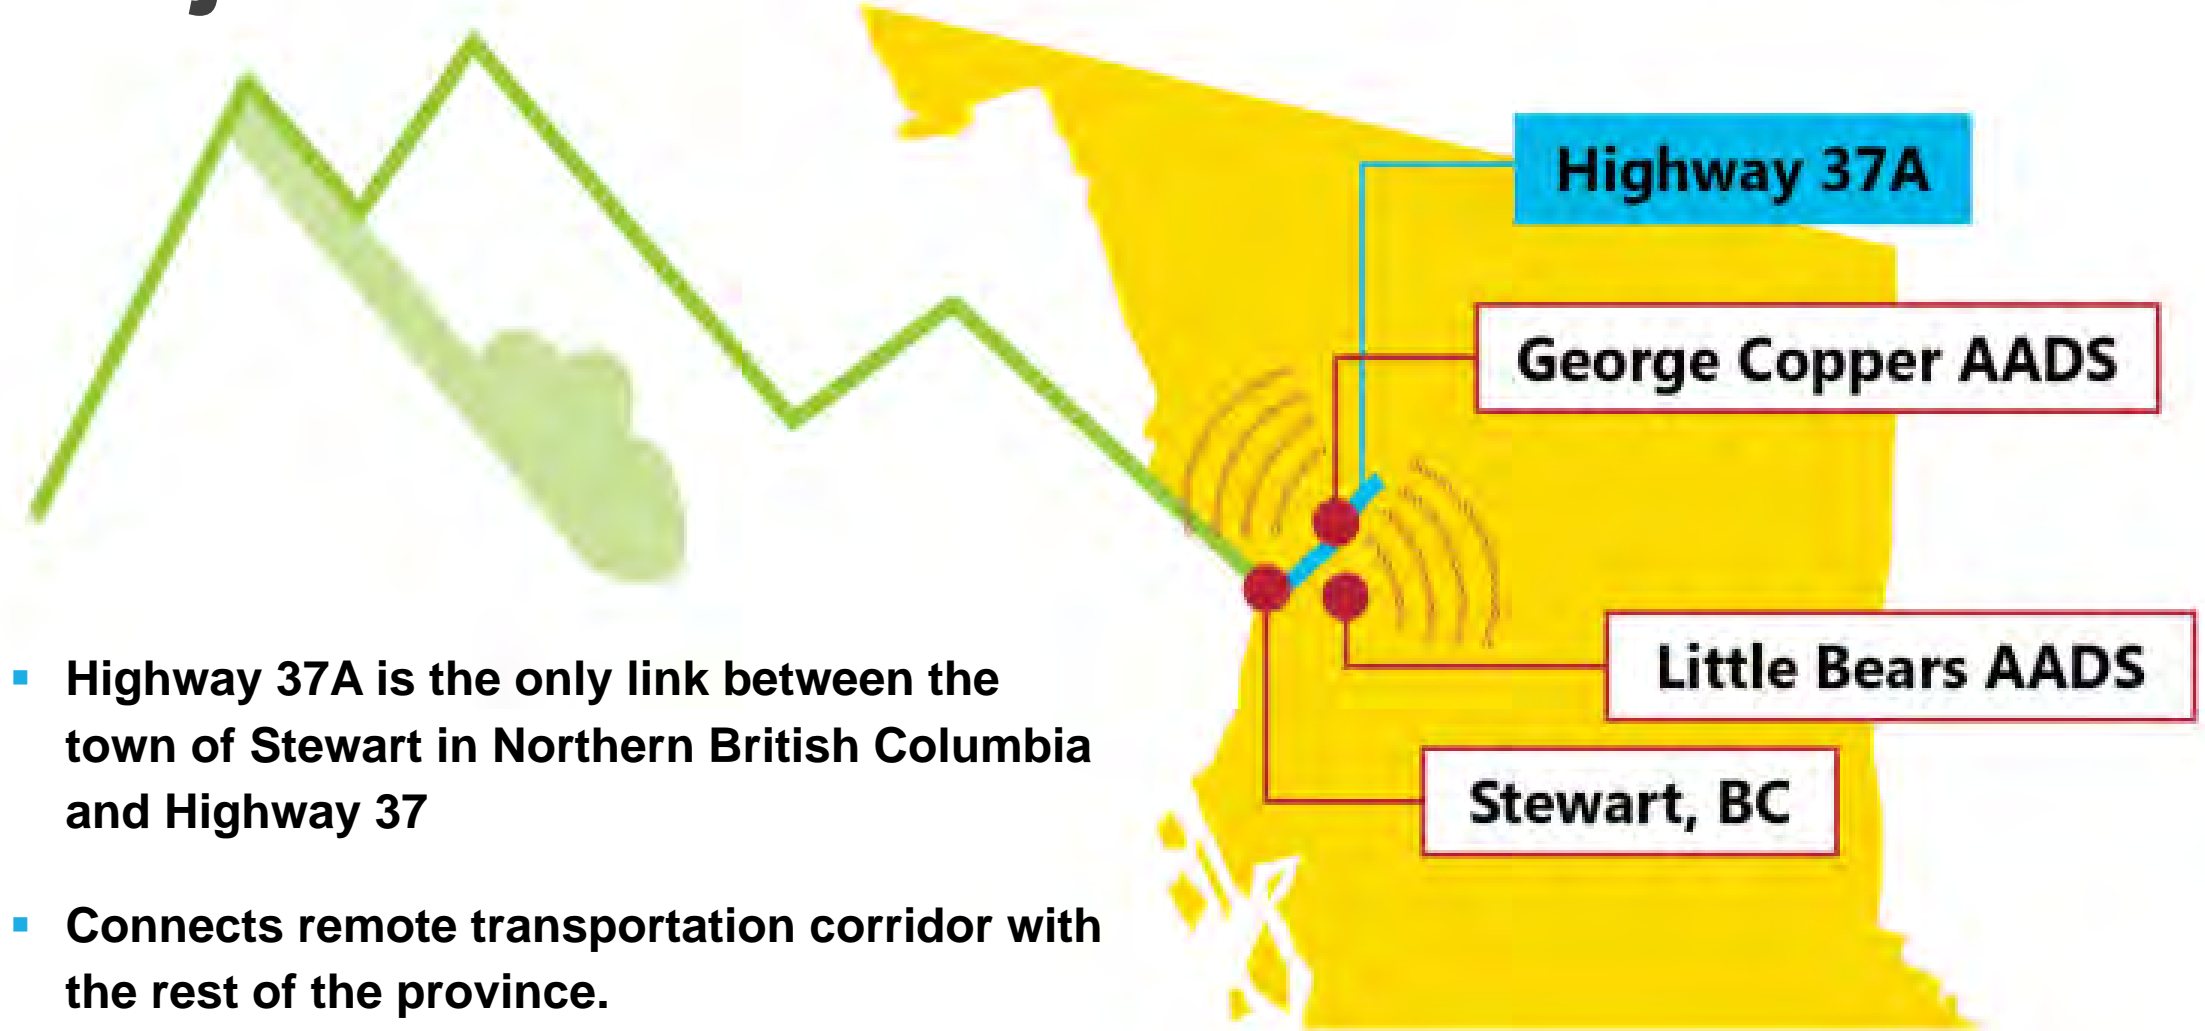 Highway 37A
George Copper AADS
Little Bears AADS
Stewart, BC
▪ Highway 37A is the only link between the
town of Stewart in Northern British Columbia
and Highway 37
▪ Connects remote transportation corridor with
the rest of the province.